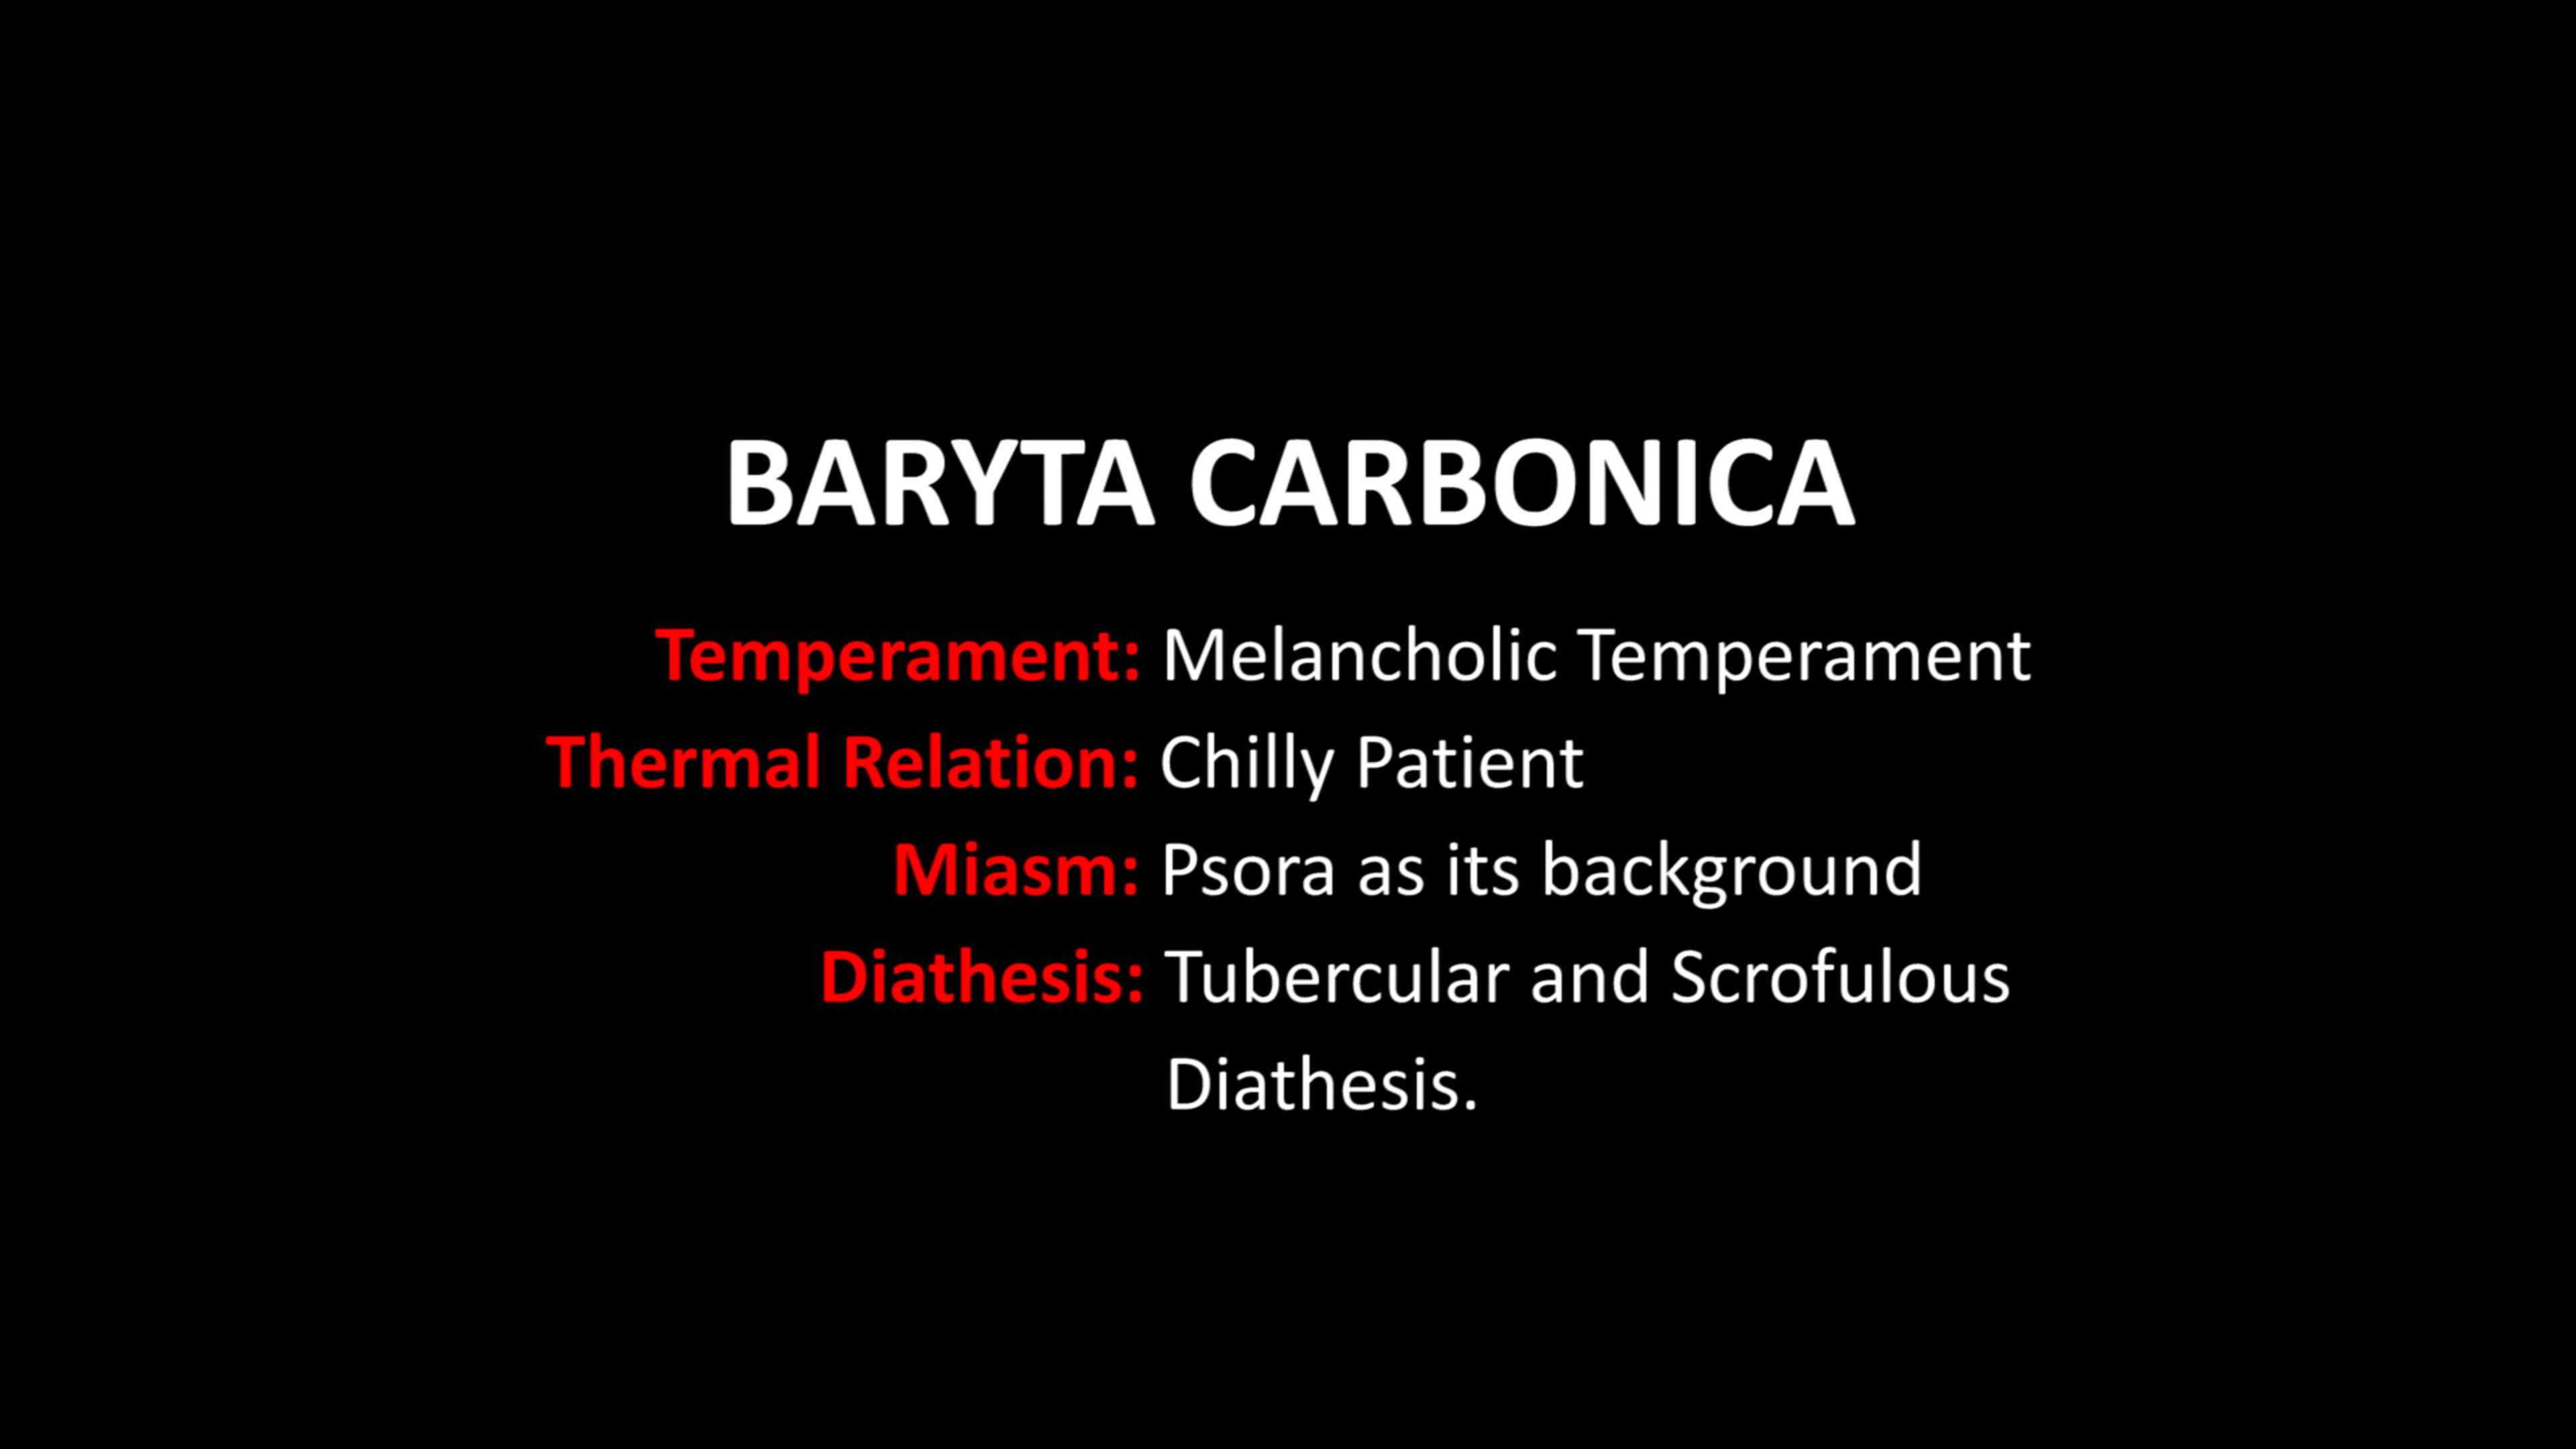 BARYTA CARBONICA
Temperament: Melancholic Temperament
Thermal Relation: Chilly Patient
Miasm: Psora as its background
Diathesis: Tubercular and Scrofulous
Diathesis.